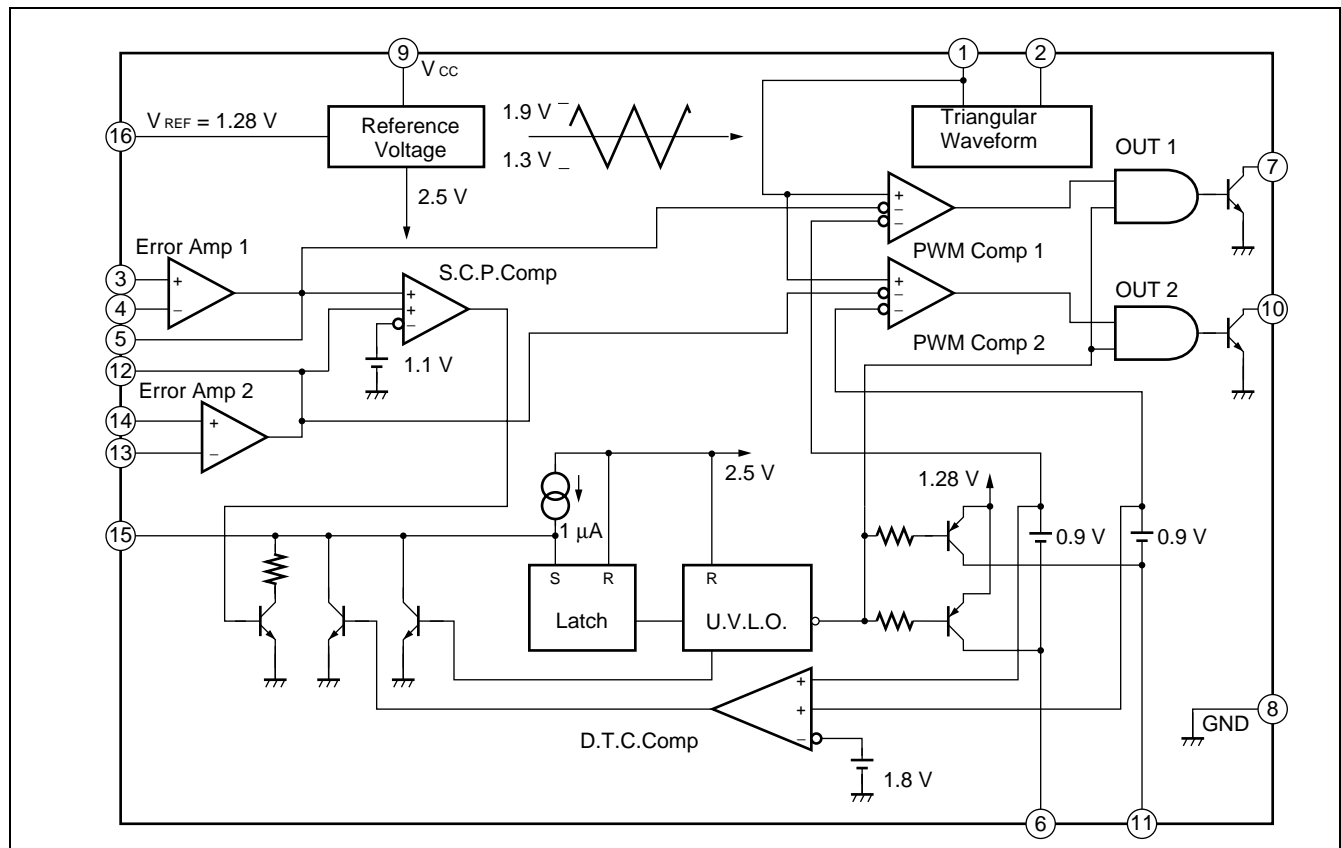 9
1
2
V CC
16
V REF = 1.28 V
Reference
Voltage
1.9 V
1.3 V
Triangular
Waveform
OUT 1
7
2.5 V
Error Amp 1
S.C.P.Comp
+
−
−
PWM Comp 1
3
+
4
−
5
+
+
−
OUT 2
+
−
−
PWM Comp 2
10
12
1.1 V
Error Amp 2
14
+
13
−
2.5 V
1.28 V
15
1 µA
0.9 V
0.9 V
S
R
Latch
R
U.V.L.O.
+
+
−
D.T.C.Comp
1.8 V
8
GND
6
11